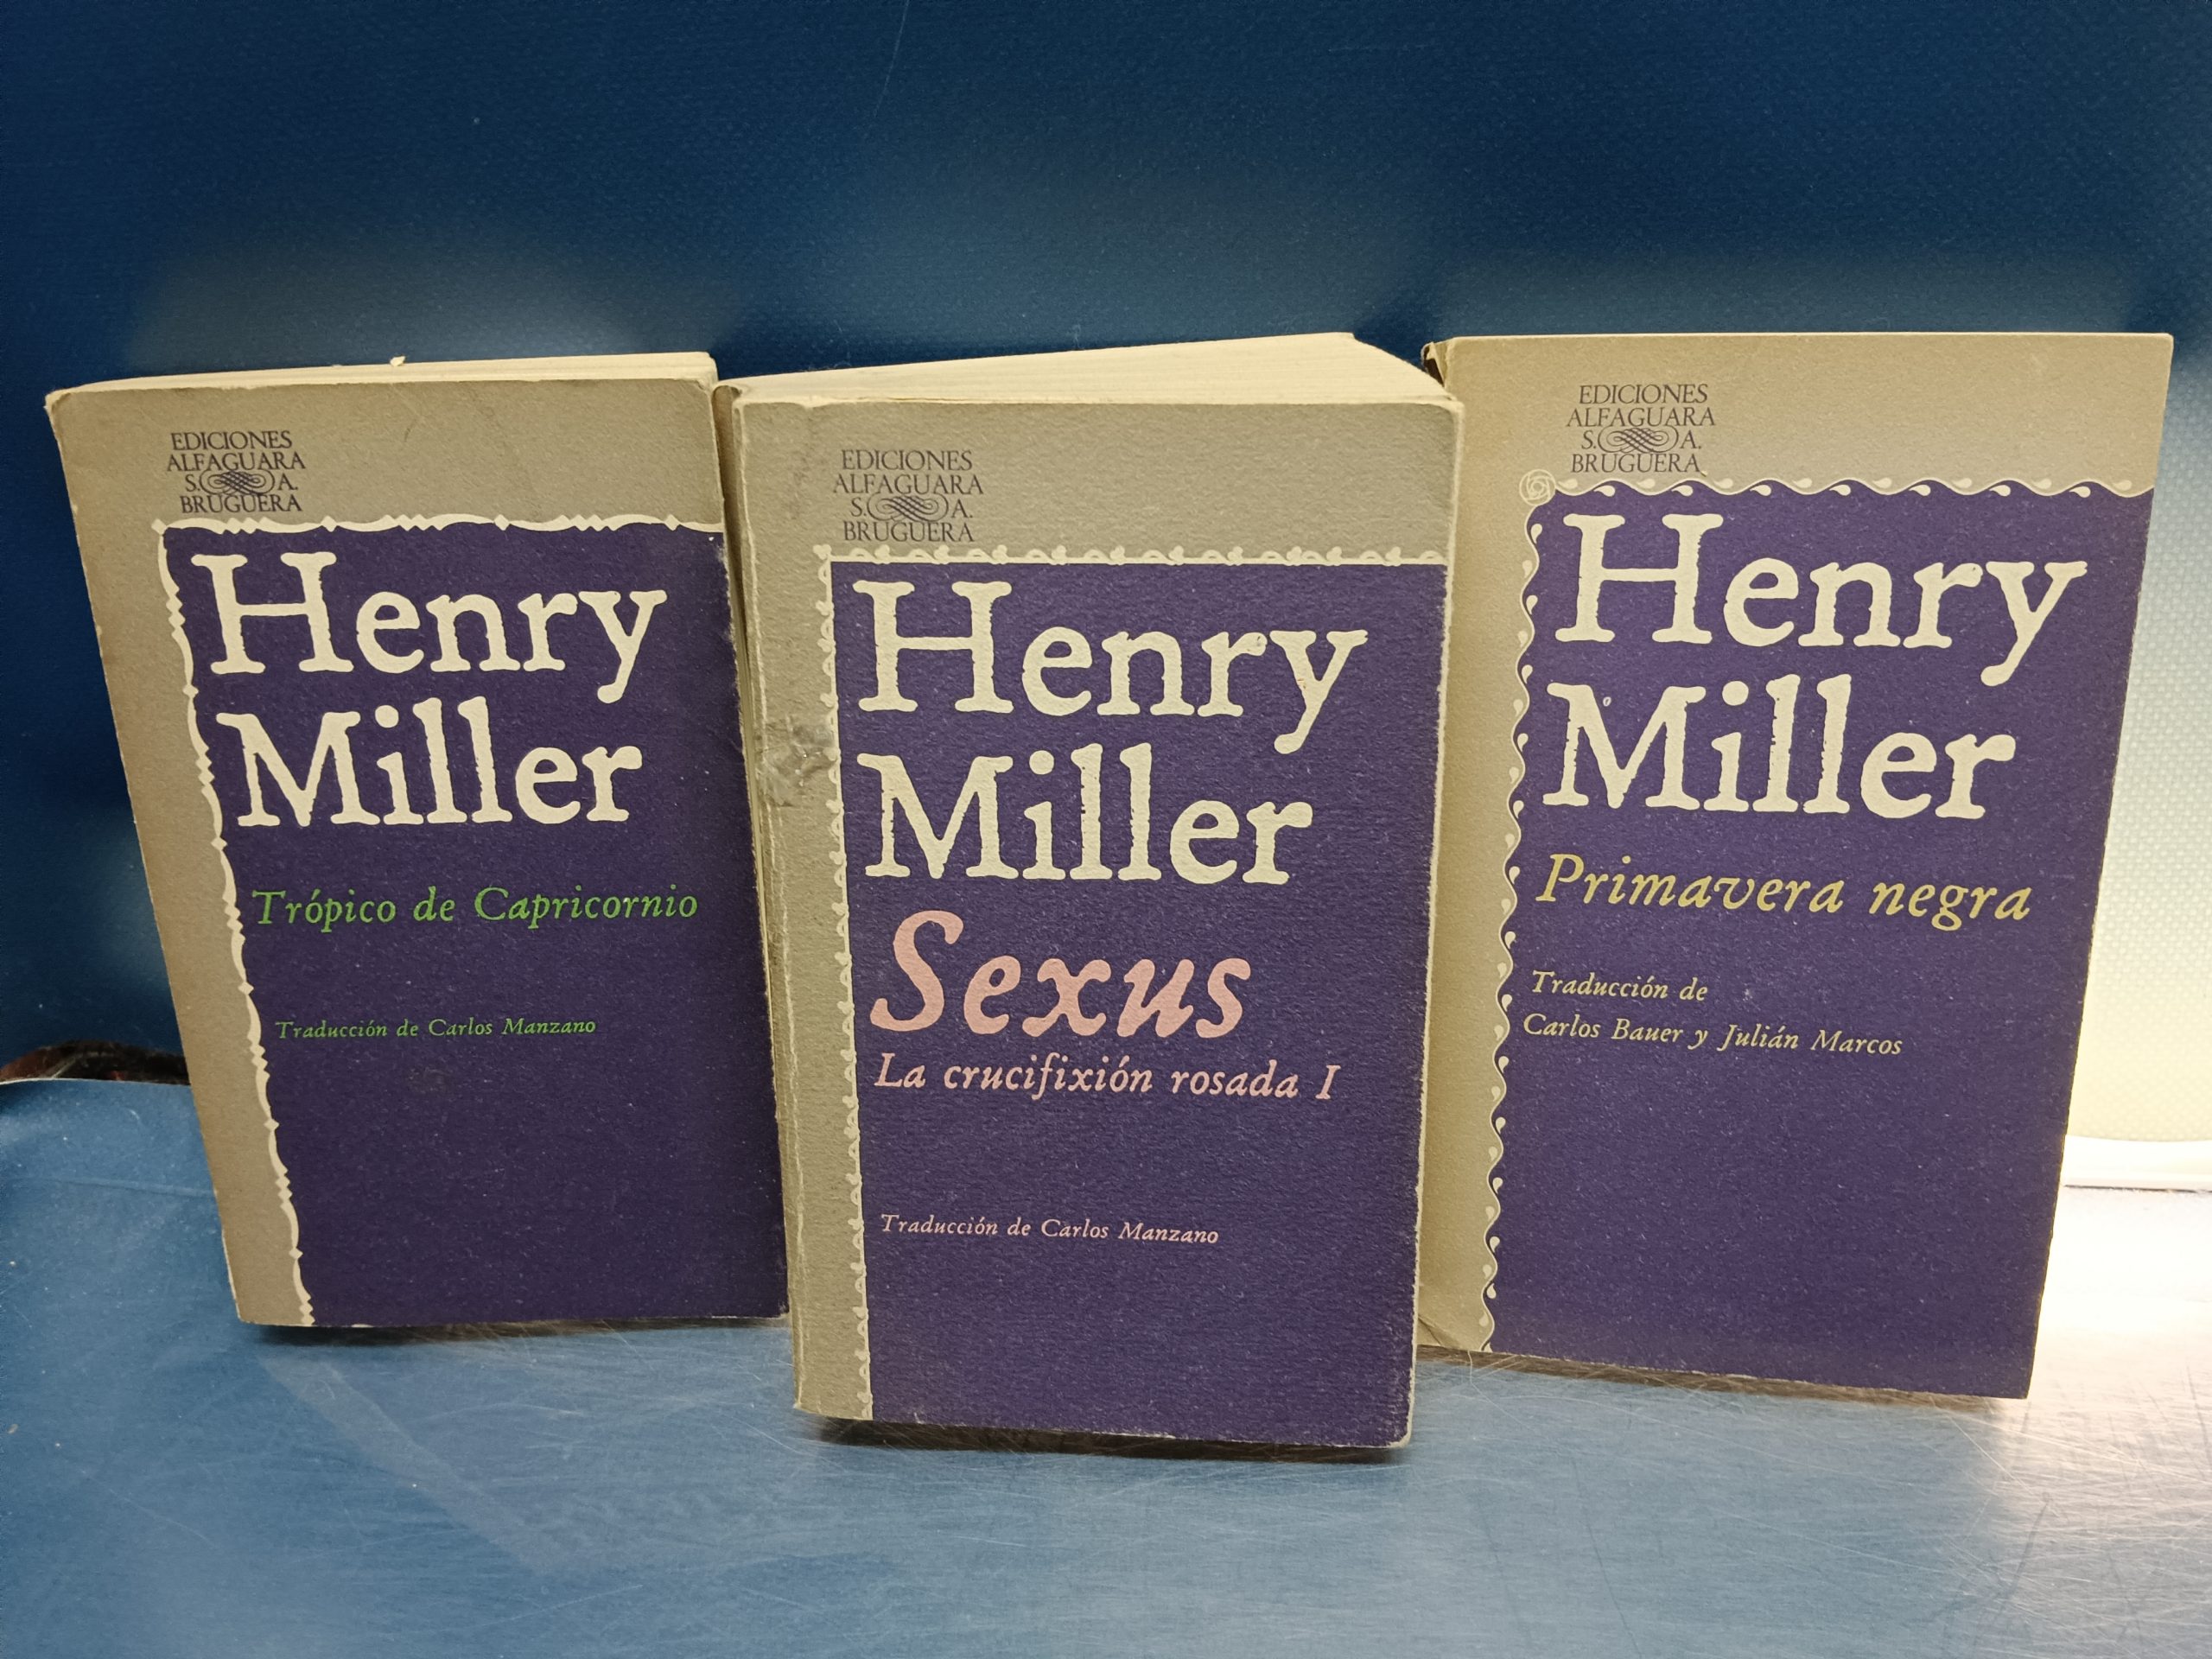 EDICIONES
ALFAGUARA
S. A.
BRUGUERA
Henry
Miller
Trópico de Capricornio
Traducción de Carlos Manzano
EDICIONES
ALFAGUARA
S. A.
BRUGUERA
Henry
Miller
Sexus
La crucifixión rosada I
Traducción de Carlos Manzano
EDICIONES
ALFAGUARA
S. A.
BRUGUERA
Henry
Miller
Primavera negra
Traducción de
Carlos Bauer y Julián Marcos